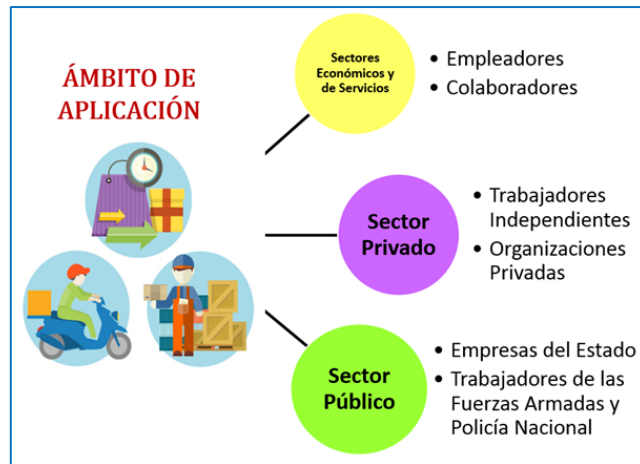 ÁMBITO DE
APLICACIÓN
Sectores
Económicos y
de Servicios
• Empleadores
• Colaboradores
Sector
Privado
• Trabajadores
Independientes
• Organizaciones
Privadas
Sector
Público
• Empresas del Estado
• Trabajadores de las
Fuerzas Armadas y
Policía Nacional